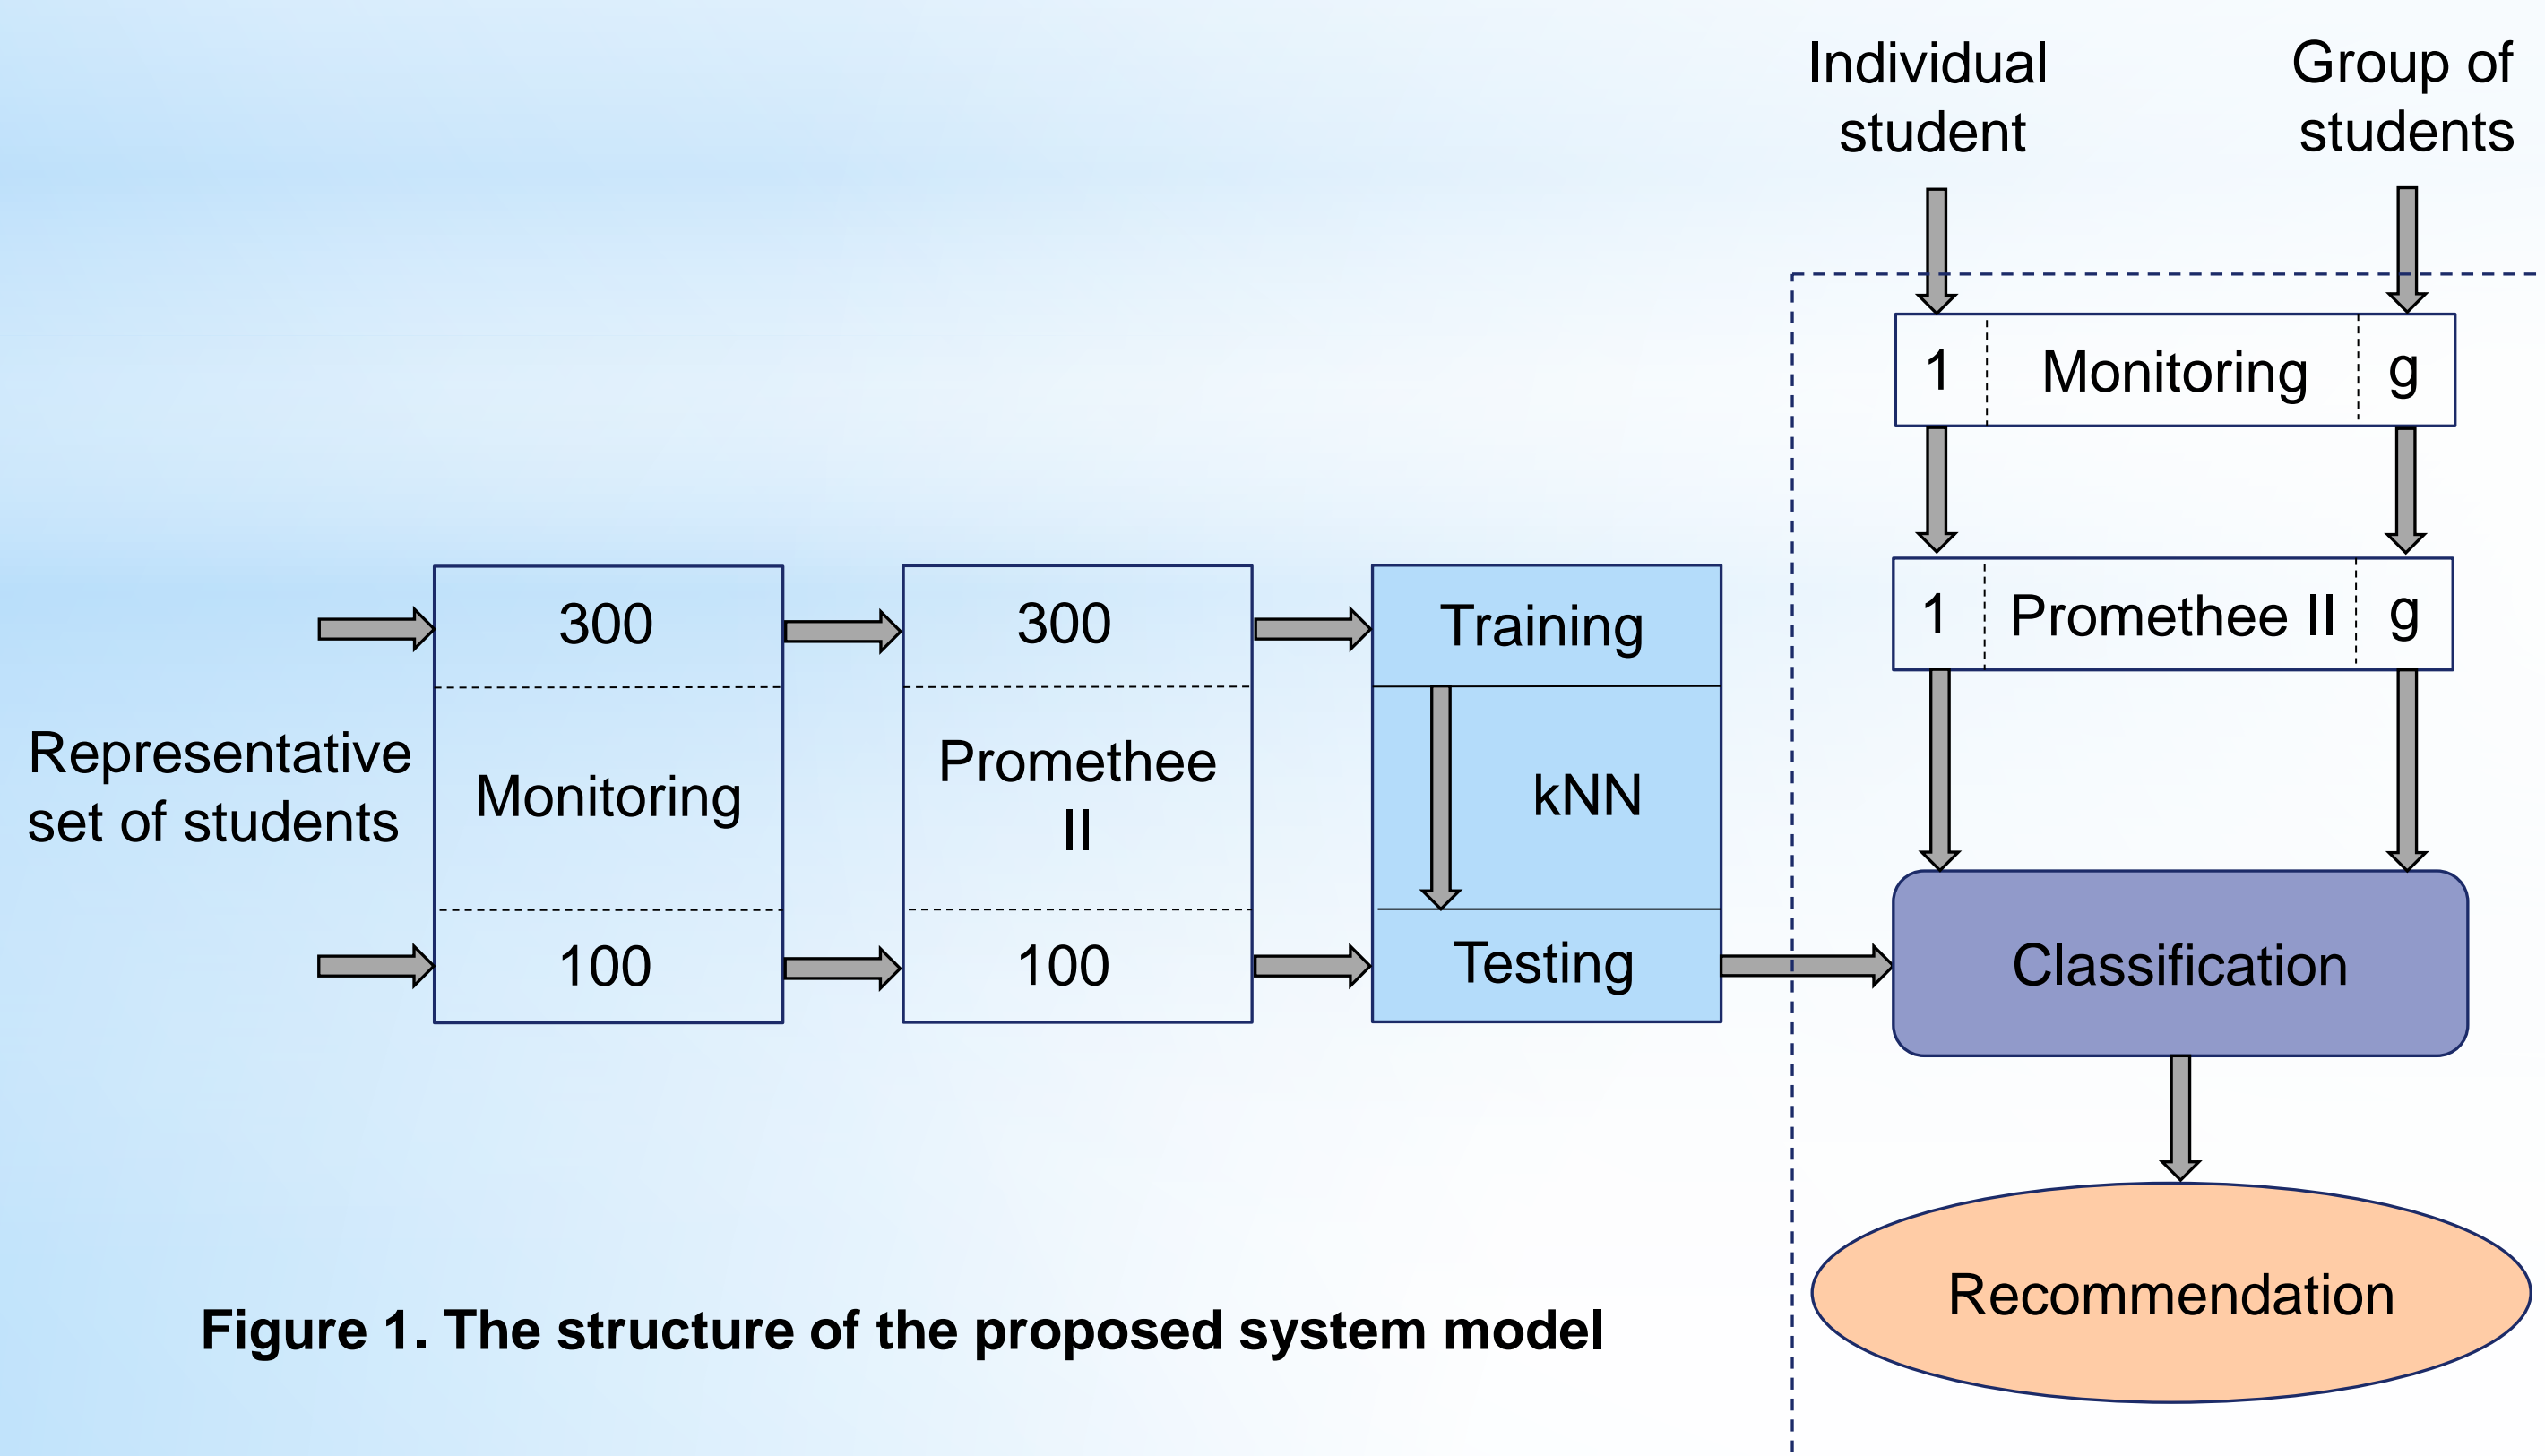 Individual
student
Group of
students
1 Monitoring g
1 Promethee II g
Representative
set of students
300
Monitoring
100
300
Promethee
II
100
Training
kNN
Testing
Classification
Recommendation
Figure 1. The structure of the proposed system model